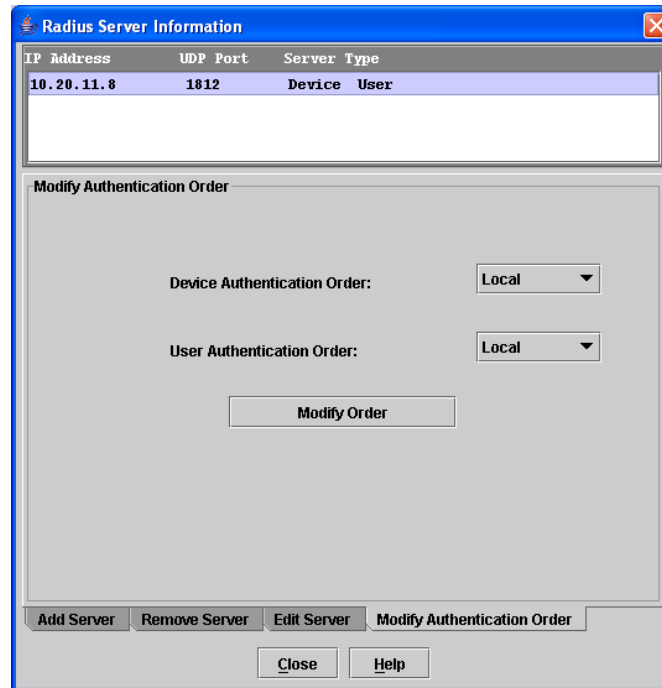 Radius Server Information
IP Address UDP Port Server Type
10.20.11.8 1812 Device User
Modify Authentication Order
Device Authentication Order: Local
User Authentication Order: Local
Modify Order
Add Server Remove Server Edit Server Modify Authentication Order
Close Help